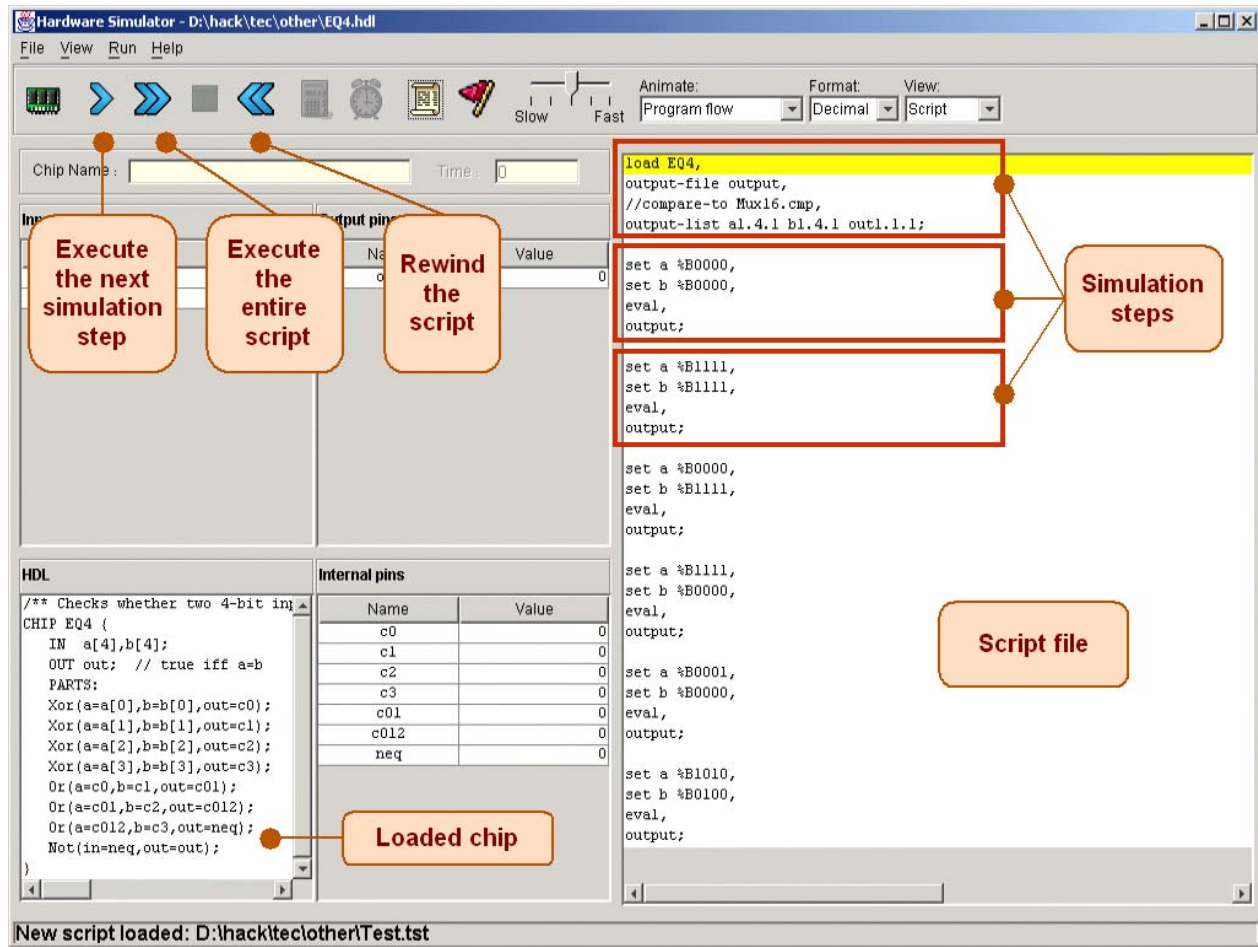 Hardware Simulator - D:\hack\tec\other\EQ4.hdl
File View Run Help
Slow Fast
Animate:
Program flow
Format:
Decimal
View:
Script
Chip Name :
Time : 0
Output pins
Value
0
0
Execute the next simulation step
Execute the entire script
Rewind the script
load EQ4,
output-file output,
//compare-to Mux16.cmp,
output-list a1.4.1 b1.4.1 out1.1.1;
set a %B0000,
set b %B0000,
eval,
output;
set a %B1111,
set b %B1111,
eval,
output;
set a %B0000,
set b %B1111,
eval,
output;
set a %B1111,
set b %B0000,
eval,
output;
set a %B0001,
set b %B0000,
eval,
output;
set a %B1010,
set b %B0100,
eval,
output;
Simulation steps
Script file
HDL
/** Checks whether two 4-bit inp
CHIP EQ4 {
IN a[4],b[4];
OUT out; // true iff a=b
PARTS:
Xor(a=a[0],b=b[0],out=c0);
Xor(a=a[1],b=b[1],out=c1);
Xor(a=a[2],b=b[2],out=c2);
Xor(a=a[3],b=b[3],out=c3);
Or(a=c0,b=c1,out=c01);
Or(a=c01,b=c2,out=c012);
Or(a=c012,b=c3,out=neq);
Not(in=neq,out=out);
}
Internal pins
Name Value
c0 0
c1 0
c2 0
c3 0
c01 0
c012 0
neq 0
Loaded chip
New script loaded: D:\hack\tec\other\Test.tst